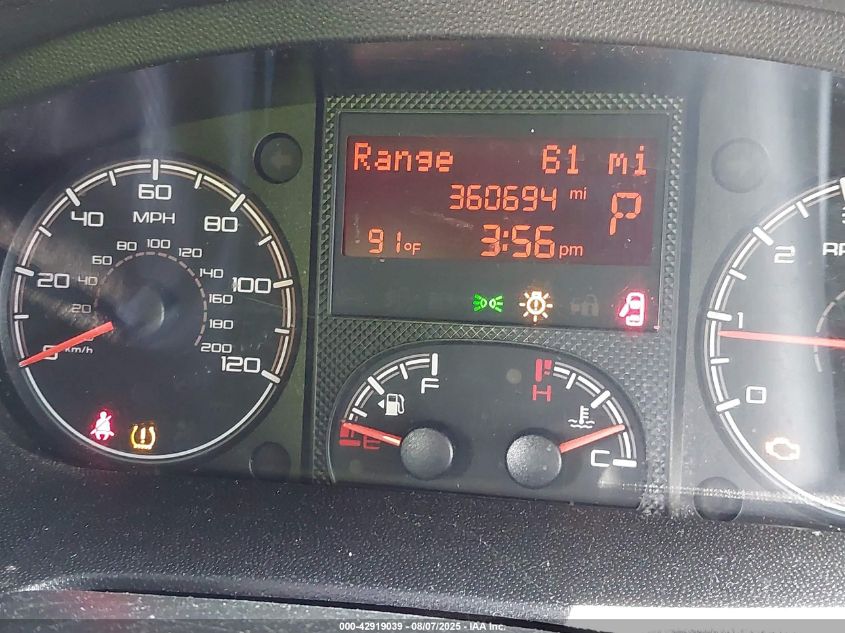 Range 61 mi
360694 mi
P
91°F 3:56 pm
0 20 40 60 80 100 120
MPH
20 40 60 80 100 120 140 160 180 200
km/h
F
E
H
C
0 1 2
000-42919039 - 08/07/2025 - IAA Inc.